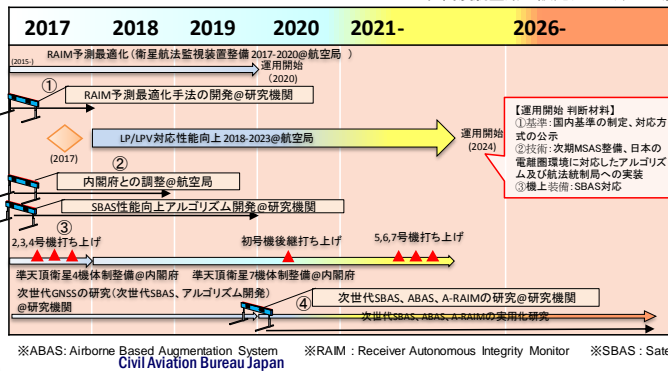 2017 2018 2019 2020 2021- 2026-
RAIM予測最適化(衛星航法監視装置整備 2017-2020@航空局 )
(2015-)
運用開始
(2020)
①
RAIM予測最適化手法の開発@研究機関
LP/LPV対応性能向上 2018-2023@航空局
(2017)
運用開始
(2024)
【運用開始 判断材料】
①基準:国内基準の制定、対応方
式の公示
②技術:次期MSAS整備、日本の
電離圏環境に対応したアルゴリズ
ム及び航法統制局への実装
③機上装備:SBAS対応
②
内閣府との調整@航空局
SBAS性能向上アルゴリズム開発@研究機関
③
2,3,4号機打ち上げ
初号機後継打ち上げ
5,6,7号機打ち上げ
準天頂衛星4機体制整備@内閣府
準天頂衛星7機体制整備@内閣府
次世代GNSSの研究(次世代SBAS、アルゴリズム開発)
@研究機関
④
次世代SBAS、ABAS、A-RAIMの研究@研究機関
次世代SBAS、ABAS、A-RAIMの実用化研究
※ABAS: Airborne Based Augmentation System ※RAIM : Receiver Autonomous Integrity Monitor ※SBAS : Sate
Civil Aviation Bureau Japan